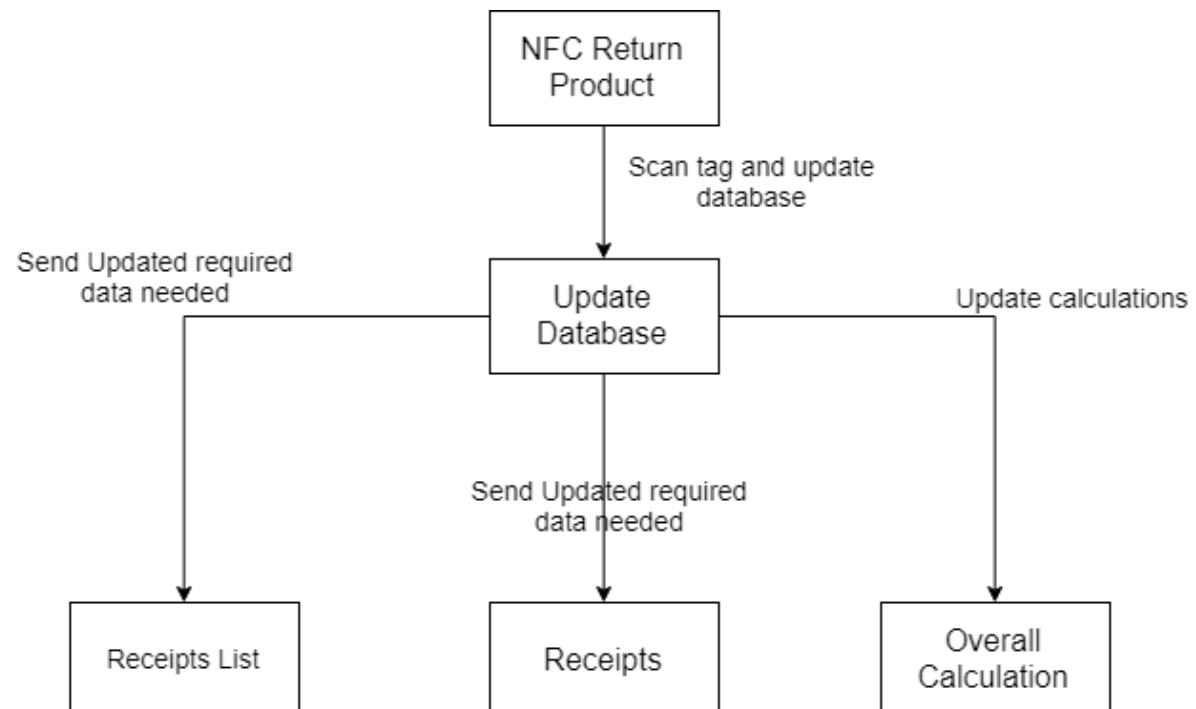 NFC Return
Product
Scan tag and update
database
Send Updated required
data needed
Update
Database
Update calculations
Send Updated required
data needed
Receipts List
Receipts
Overall
Calculation